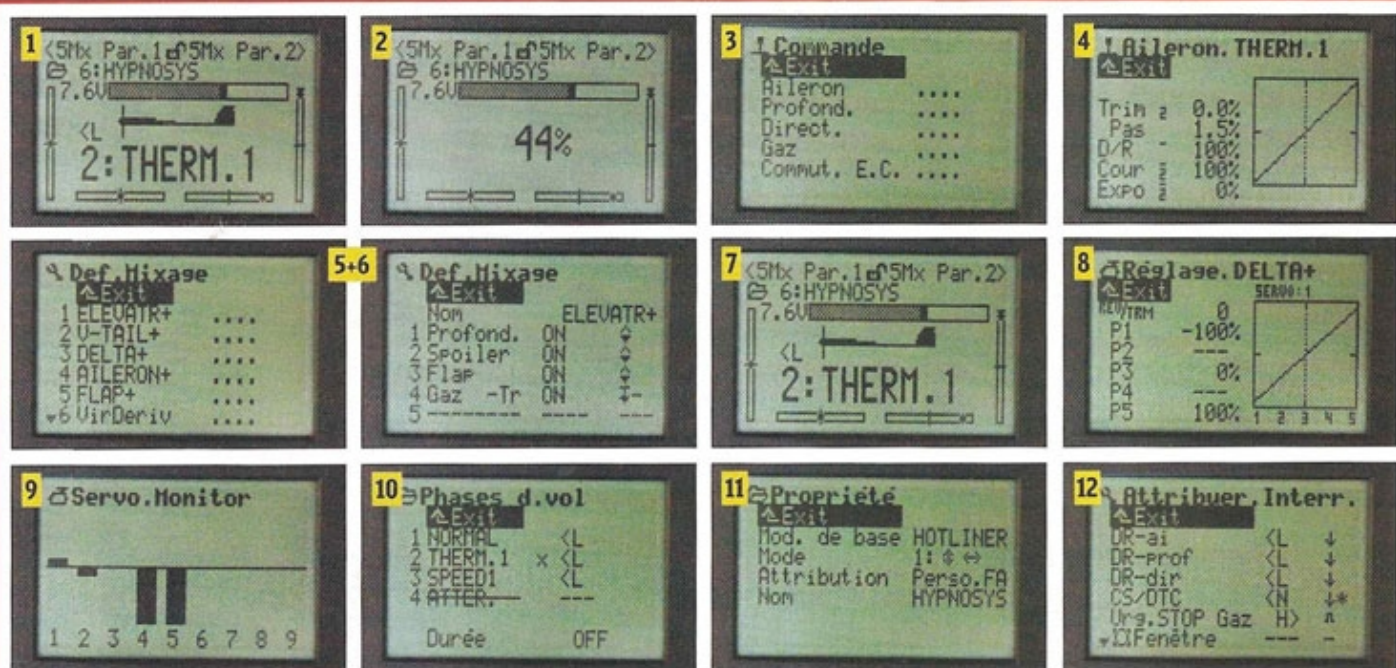 1
<5Mx Par.1 5Mx Par.2>
6:HYPNOSYS
7.6V
<L
2:THERM.1
2
<5Mx Par.1 5Mx Par.2>
6:HYPNOSYS
7.6V
44%
3
Commande
Exit
Aileron ....
Profond. ....
Direct. ....
Gaz ....
Commut. E.C. ....
4
Aileron.THERM.1
Exit
Trim 2 0.0%
Pas 1.5%
D/R - 100%
Cour 2 100%
Expo 2 0%
5+6
Def.Mixage
Exit
1 ELEVATR+ ....
2 V-TAIL+ ....
3 DELTA+ ....
4 AILERON+ ....
5 FLAP+ ....
6 VirDeriv ....
Def.Mixage
Exit
Nom ELEVATR+
1 Profond. ON
2 Spoiler ON
3 Flap ON
4 Gaz -Tr ON
5 -------- ---- ---
7
<5Mx Par.1 5Mx Par.2>
6:HYPNOSYS
7.6V
<L
2:THERM.1
8
Réglage.DELTA+
Exit SERVO:1
REV/TRM 0
P1 -100%
P2 ---
P3 0%
P4 ---
P5 100%
1 2 3 4 5
9
Servo.Monitor
1 2 3 4 5 6 7 8 9
10
Phases d.vol
Exit
1 NORMAL <L
2 THERM.1 x <L
3 SPEED1 <L
4 ATTER. ---
Durée OFF
11
Propriété
Exit
Mod. de base HOTLINER
Mode 1: ⇕ ⇔
Attribution Perso.FA
Nom HYPNOSYS
12
Attribuer.Interr.
Exit
DR-ai <L ↓
DR-prof <L ↓
DR-dir <L ↓
CS/DTC <N ↓*
Urg.STOP Gaz H>
Fenêtre --- -